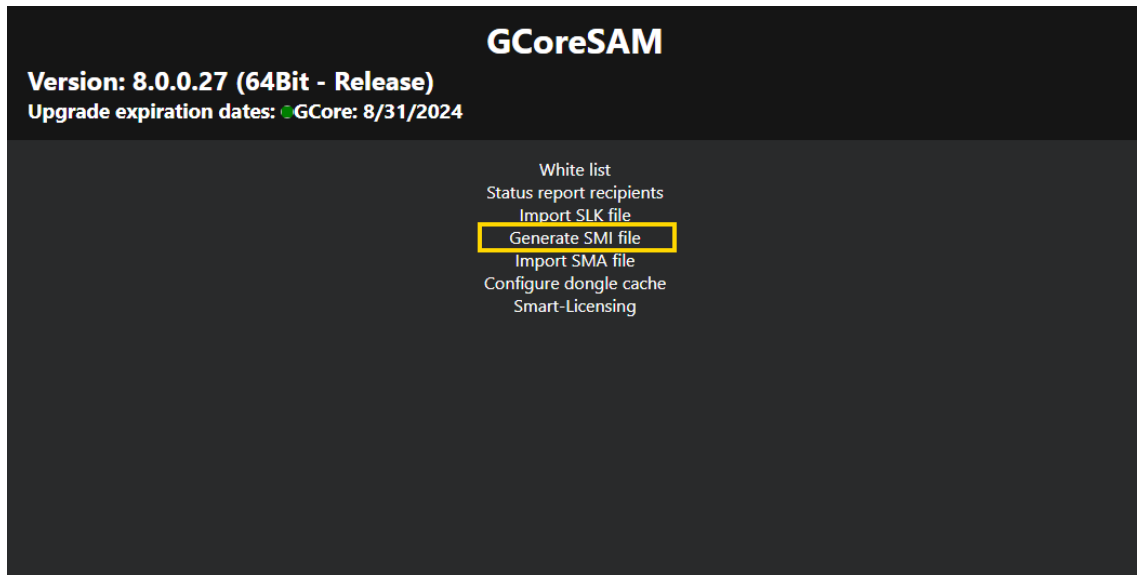 GCoreSAM
Version: 8.0.0.27 (64Bit - Release)
Upgrade expiration dates: GCore: 8/31/2024
White list
Status report recipients
Import SLK file
Generate SMI file
Import SMA file
Configure dongle cache
Smart-Licensing